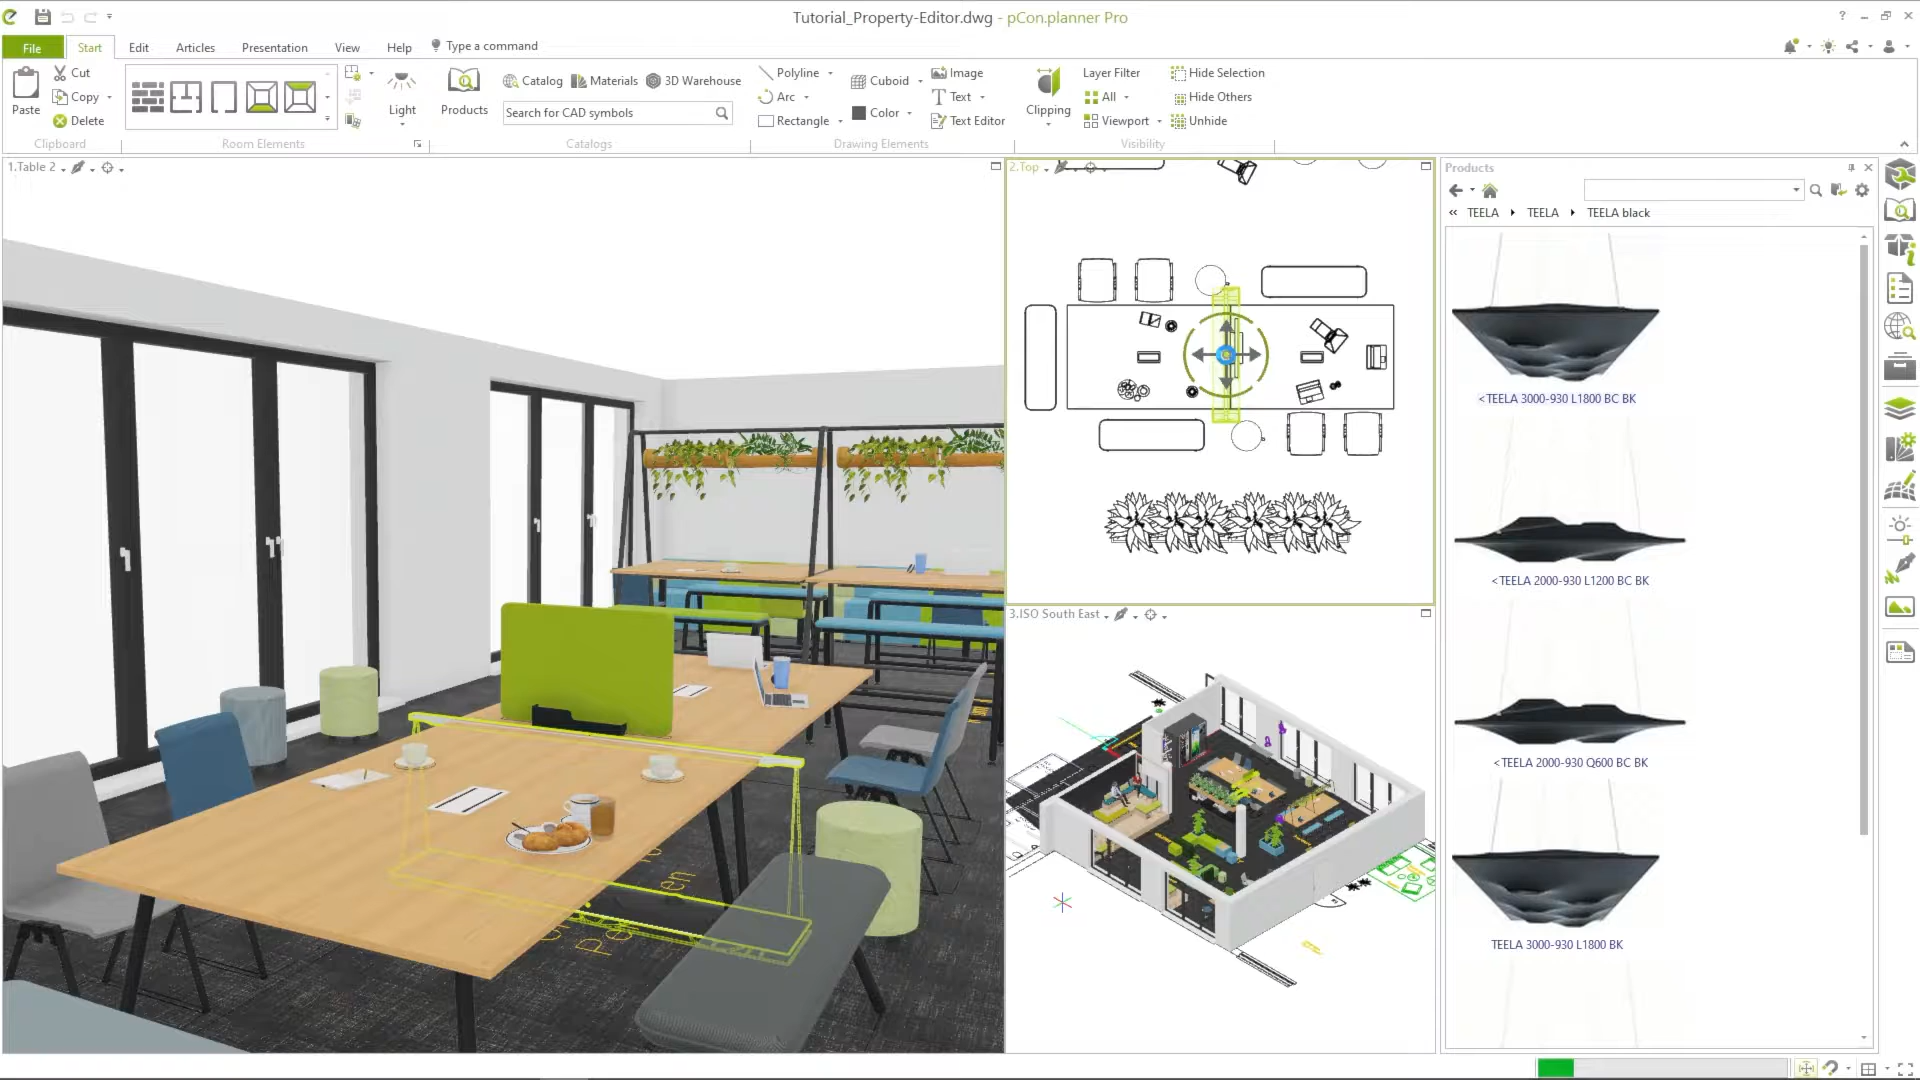 Tutorial_Property-Editor.dwg - pCon.planner Pro
File
Start
Edit
Articles
Presentation
View
Help
Type a command
Paste
Cut
Copy
Delete
Clipboard
Room Elements
Light
Products
Catalog
Materials
3D Warehouse
Search for CAD symbols
Catalogs
Polyline
Arc
Rectangle
Cuboid
Color
Image
Text
Text Editor
Drawing Elements
Clipping
Layer Filter
All
Viewport
Hide Selection
Hide Others
Unhide
Visibility
1.Table 2
2.Top
3.ISO South East
Products
« TEELA TEELA TEELA black
<TEELA 3000-930 L1800 BC BK
<TEELA 2000-930 L1200 BC BK
<TEELA 2000-930 Q600 BC BK
TEELA 3000-930 L1800 BK